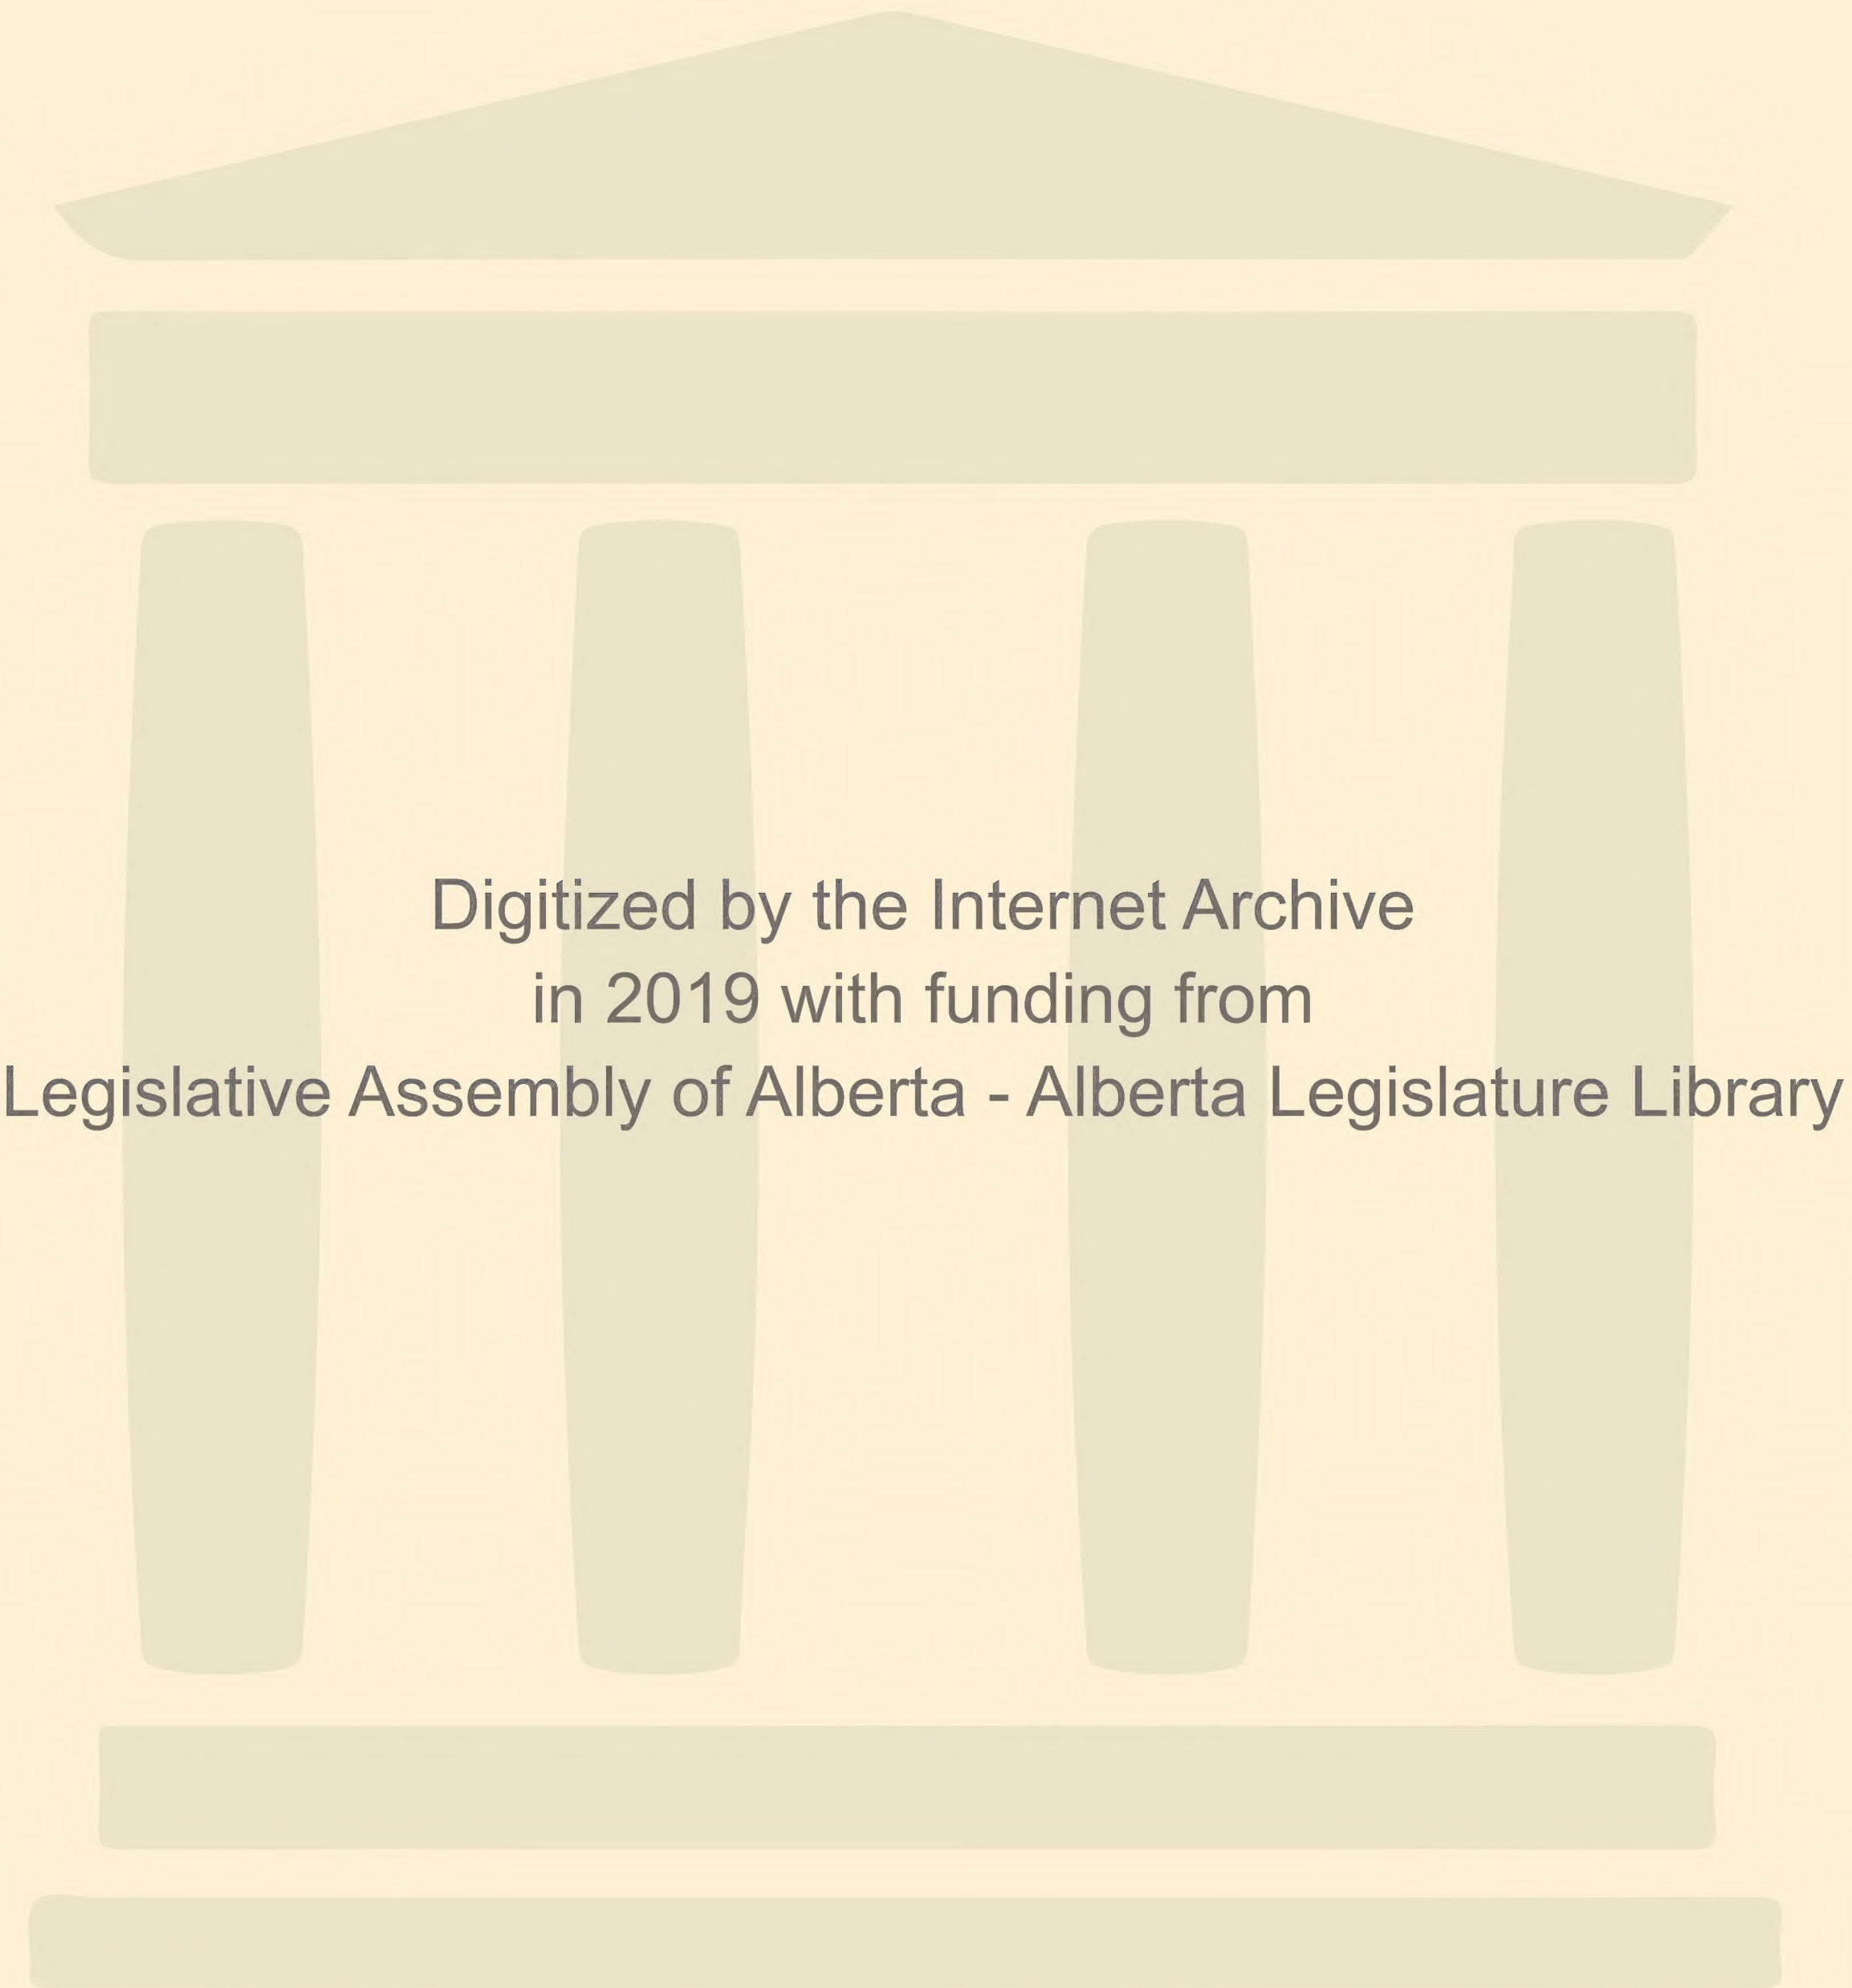 Digitized by the Internet Archive
in 2019 with funding from
Legislative Assembly of Alberta - Alberta Legislature Library